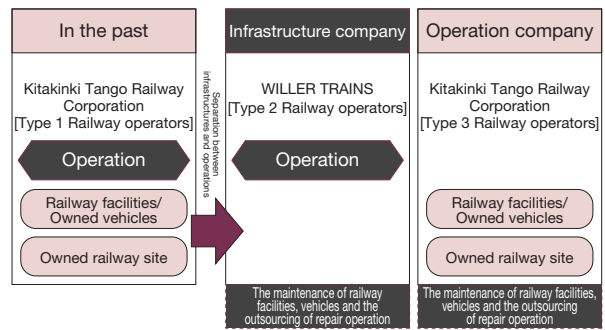 In the past
Kitakinki Tango Railway
Corporation
[Type 1 Railway operators]
Operation
Railway facilities/
Owned vehicles
Owned railway site
Separation between
infrastructures and operations
Infrastructure company
WILLER TRAINS
[Type 2 Railway operators]
Operation
The maintenance of railway
facilities, vehicles and the
outsourcing of repair operation
Operation company
Kitakinki Tango Railway
Corporation
[Type 3 Railway operators]
Railway facilities/
Owned vehicles
Owned railway site
The maintenance of railway facilities,
vehicles and the outsourcing
of repair operation